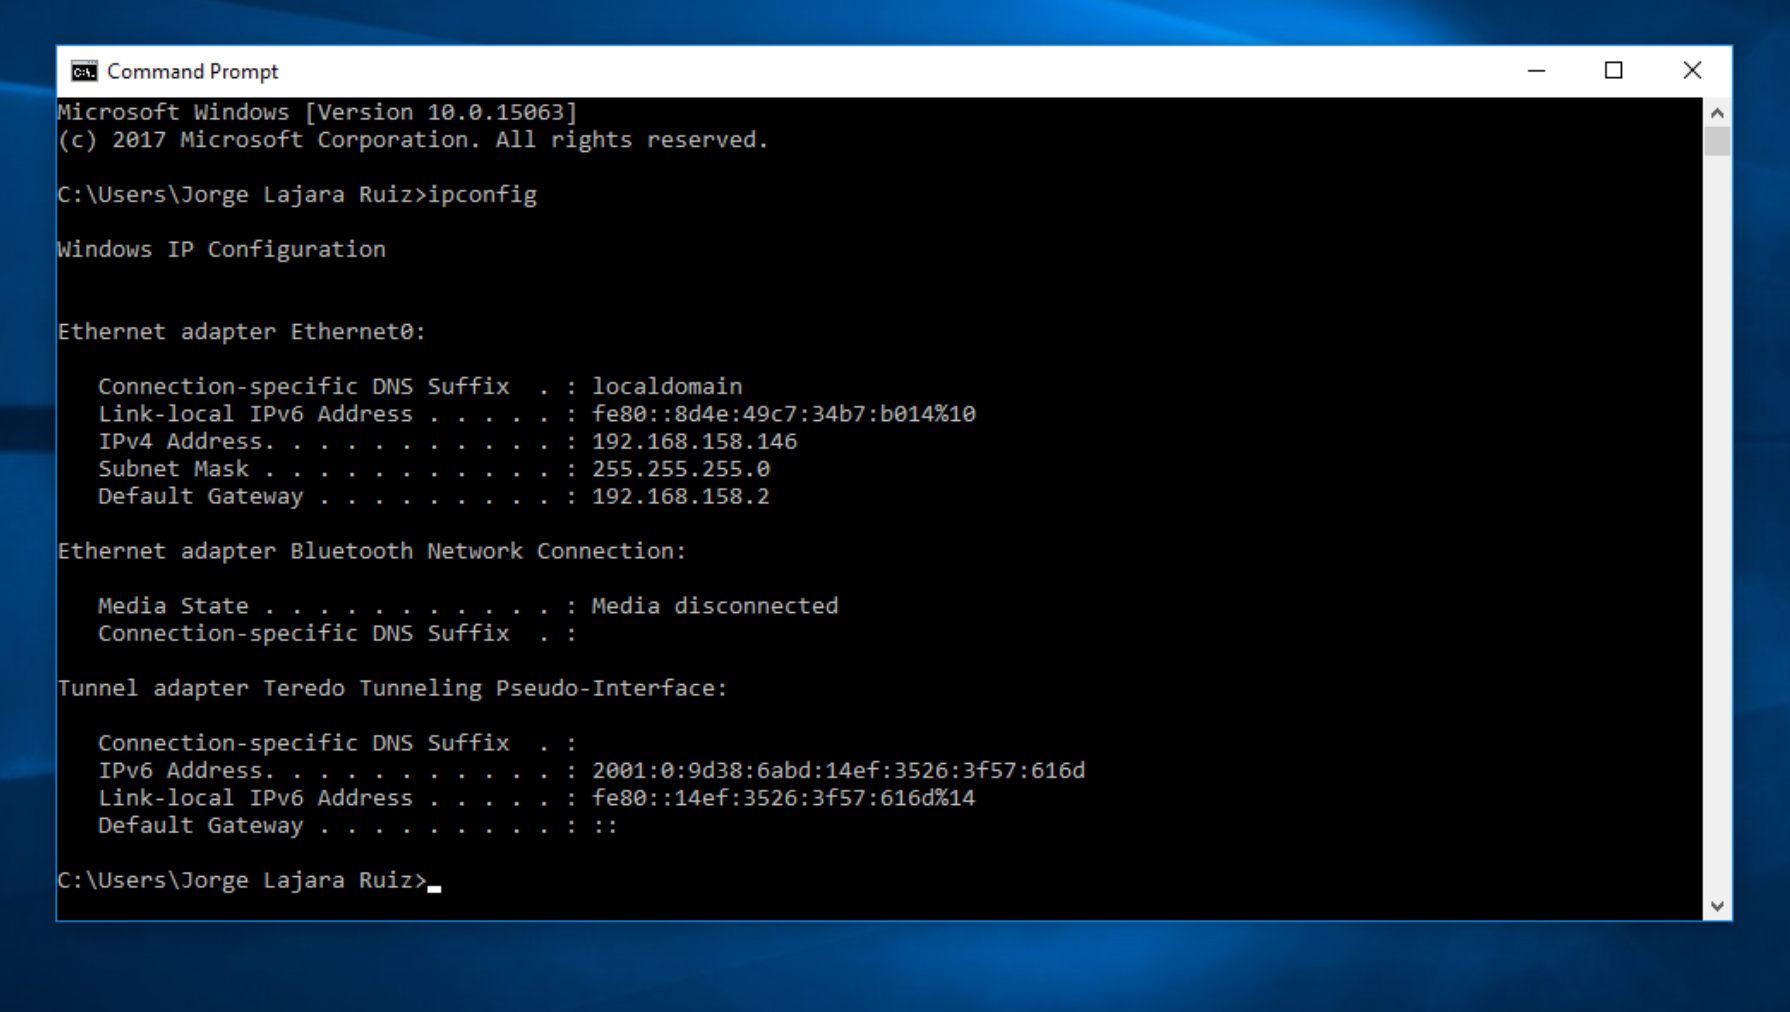 Command Prompt
Microsoft Windows [Version 10.0.15063]
(c) 2017 Microsoft Corporation. All rights reserved.
C:\Users\Jorge Lajara Ruiz>ipconfig
Windows IP Configuration
Ethernet adapter Ethernet0:
   Connection-specific DNS Suffix  . : localdomain
   Link-local IPv6 Address . . . . . : fe80::8d4e:49c7:34b7:b014%10
   IPv4 Address. . . . . . . . . . . : 192.168.158.146
   Subnet Mask . . . . . . . . . . . : 255.255.255.0
   Default Gateway . . . . . . . . . : 192.168.158.2
Ethernet adapter Bluetooth Network Connection:
   Media State . . . . . . . . . . . : Media disconnected
   Connection-specific DNS Suffix  . :
Tunnel adapter Teredo Tunneling Pseudo-Interface:
   Connection-specific DNS Suffix  . :
   IPv6 Address. . . . . . . . . . . : 2001:0:9d38:6abd:14ef:3526:3f57:616d
   Link-local IPv6 Address . . . . . : fe80::14ef:3526:3f57:616d%14
   Default Gateway . . . . . . . . . : ::
C:\Users\Jorge Lajara Ruiz>